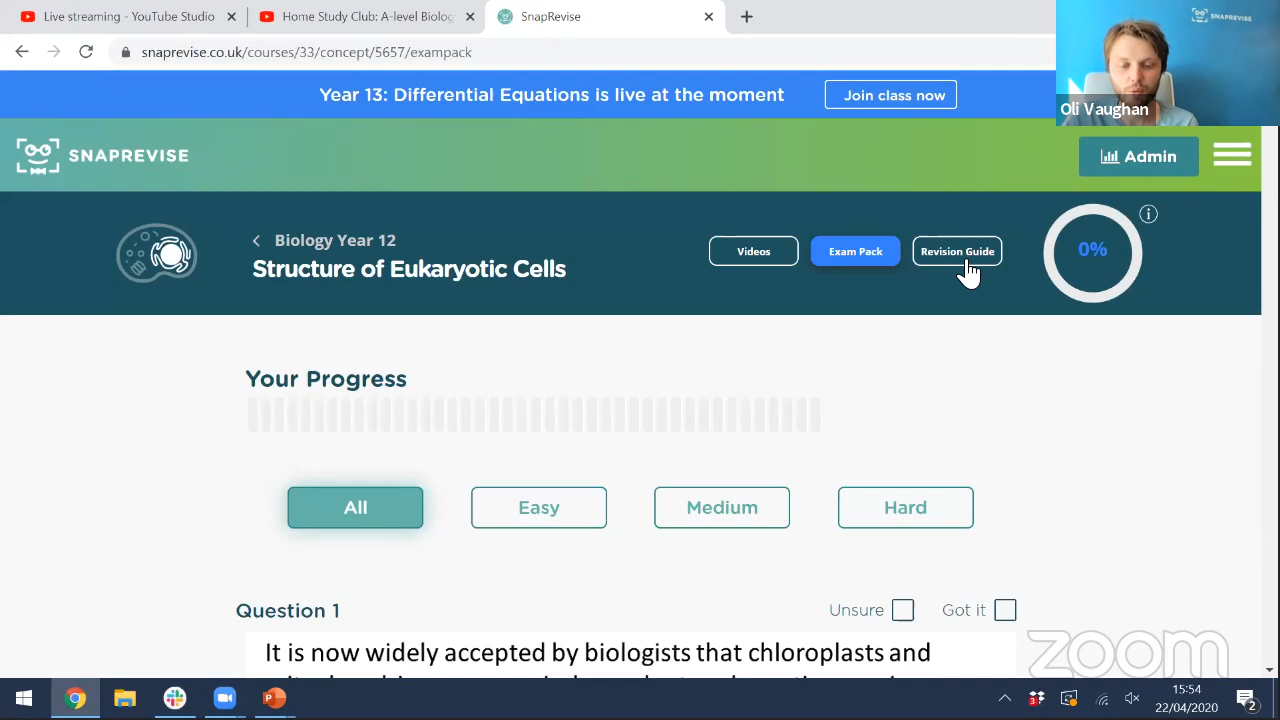 Live streaming - YouTube Studio
Home Study Club: A-level Biolog
SnapRevise
snaprevise.co.uk/courses/33/concept/5657/exampack
Year 13: Differential Equations is live at the moment
Join class now
SNAPREVISE
Oli Vaughan
SNAPREVISE
Admin
Biology Year 12
Structure of Eukaryotic Cells
Videos
Exam Pack
Revision Guide
0%
Your Progress
All
Easy
Medium
Hard
Question 1
Unsure
Got it
It is now widely accepted by biologists that chloroplasts and
zoom
15:54
22/04/2020
2